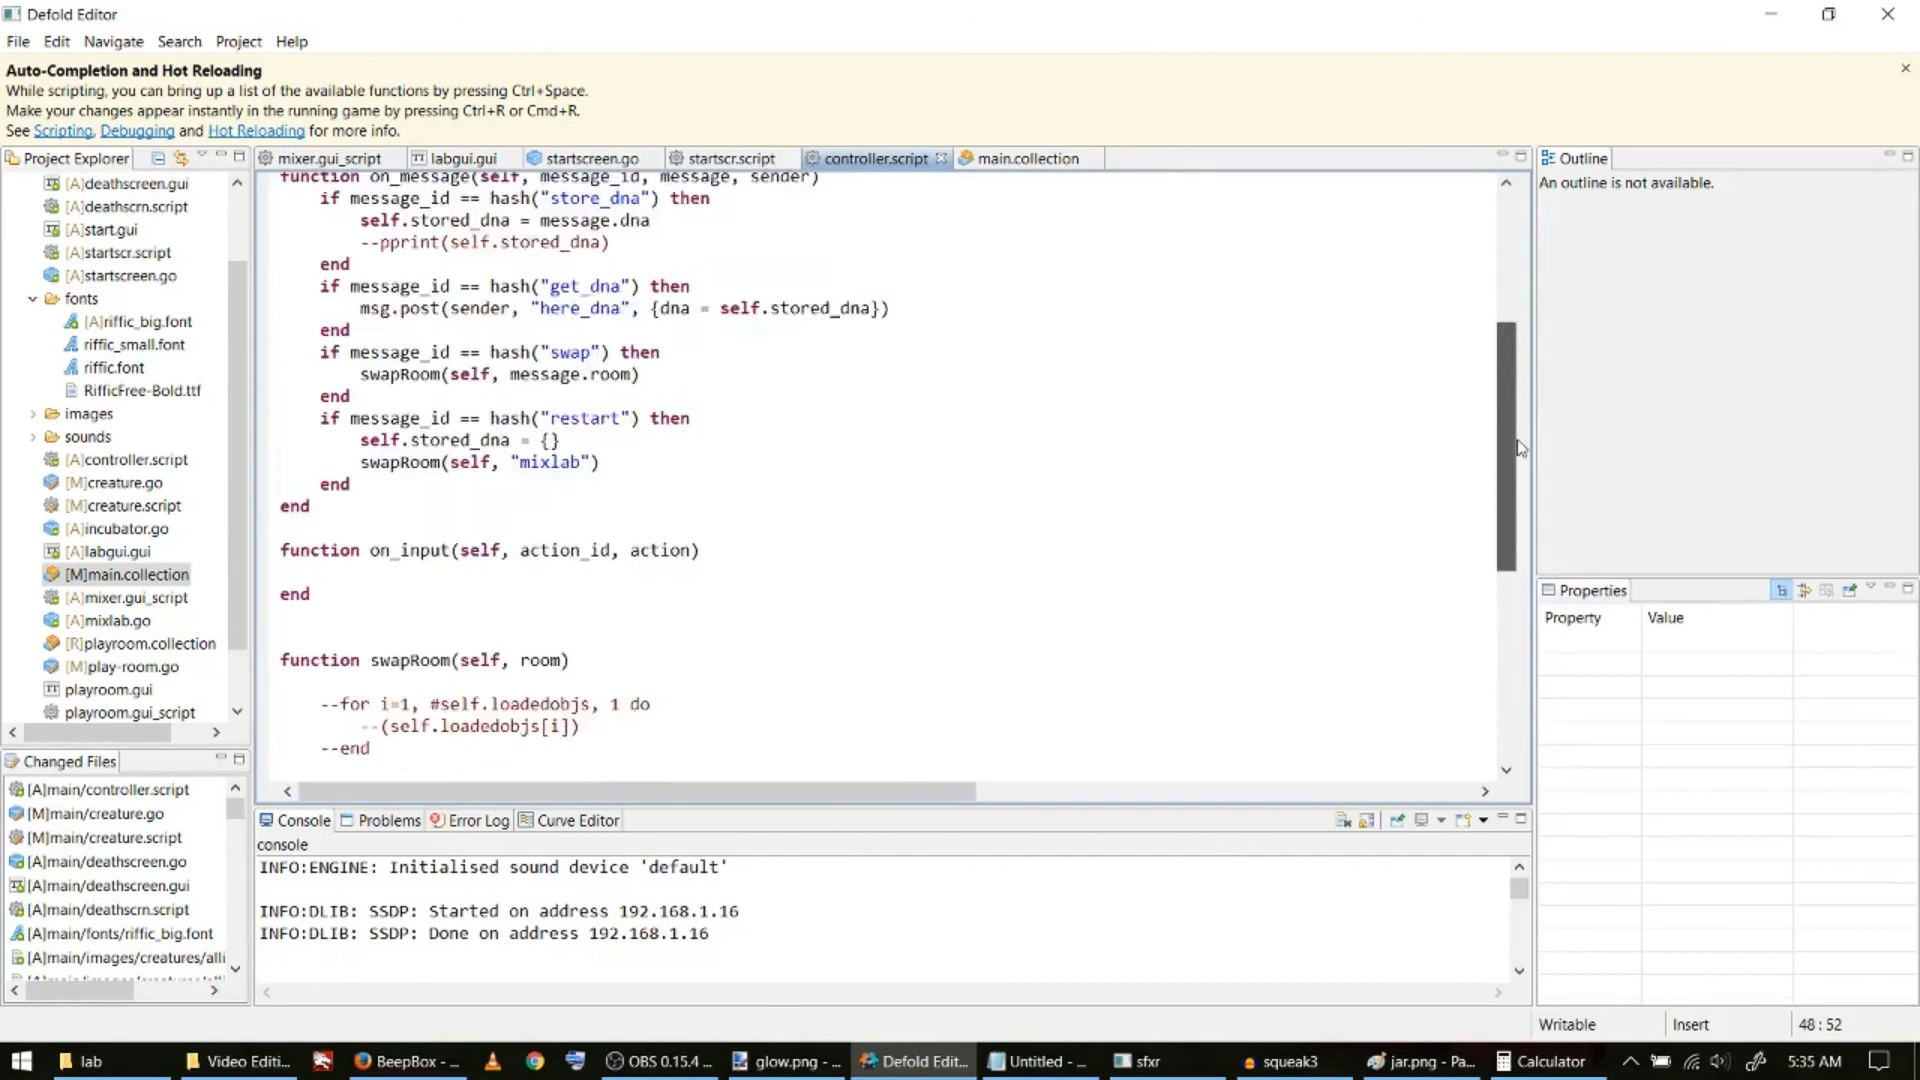 Defold Editor
File Edit Navigate Search Project Help
Auto-Completion and Hot Reloading
While scripting, you can bring up a list of the available functions by pressing Ctrl+Space.
Make your changes appear instantly in the running game by pressing Ctrl+R or Cmd+R.
See Scripting, Debugging and Hot Reloading for more info.
Project Explorer
[A]deathscreen.gui
[A]deathscrn.script
[A]start.gui
[A]startscr.script
[A]startscreen.go
fonts
[A]riffic_big.font
riffic_small.font
riffic.font
RifficFree-Bold.ttf
images
sounds
[A]controller.script
[M]creature.go
[M]creature.script
[A]incubator.go
[A]labgui.gui
[M]main.collection
[A]mixer.gui_script
[A]mixlab.go
[R]playroom.collection
[M]play-room.go
playroom.gui
playroom.gui_script
Changed Files
[A]main/controller.script
[M]main/creature.go
[M]main/creature.script
[A]main/deathscreen.go
[A]main/deathscreen.gui
[A]main/deathscrn.script
[A]main/fonts/riffic_big.font
[A]main/images/creatures/alli
mixer.gui_script labgui.gui startscreen.go startscr.script controller.script main.collection
function on_message(self, message_id, message, sender)
if message_id == hash("store_dna") then
self.stored_dna = message.dna
--pprint(self.stored_dna)
end
if message_id == hash("get_dna") then
msg.post(sender, "here_dna", {dna = self.stored_dna})
end
if message_id == hash("swap") then
swapRoom(self, message.room)
end
if message_id == hash("restart") then
self.stored_dna = {}
swapRoom(self, "mixlab")
end
end
function on_input(self, action_id, action)
end
function swapRoom(self, room)
--for i=1, #self.loadedobjs, 1 do
--(self.loadedobjs[i])
--end
Console Problems Error Log Curve Editor
console
INFO:ENGINE: Initialised sound device 'default'
INFO:DLIB: SSDP: Started on address 192.168.1.16
INFO:DLIB: SSDP: Done on address 192.168.1.16
Outline
An outline is not available.
Properties
Property Value
Writable Insert 48 : 52
lab Video Editi... BeepBox - ... OBS 0.15.4 ... glow.png - ... Defold Edit... Untitled - ... sfxr squeak3 jar.png - Pa... Calculator 5:35 AM